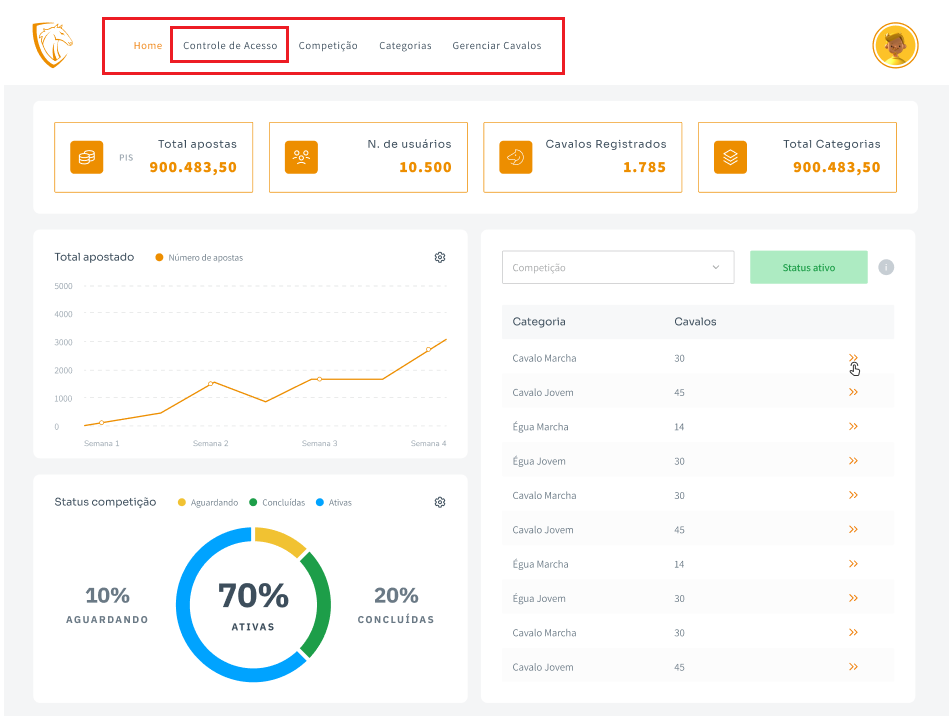 Home Controle de Acesso Competição Categorias Gerenciar Cavalos
Total apostas
PIS 900.483,50
N. de usuários
10.500
Cavalos Registrados
1.785
Total Categorias
900.483,50
Total apostado Número de apostas
5000
4000
3000
2000
1000
0
Semana 1 Semana 2 Semana 3 Semana 4
Status competição Aguardando Concluídas Ativas
10%
AGUARDANDO
70%
ATIVAS
20%
CONCLUÍDAS
Competição Status ativo i
Categoria Cavalos
Cavalo Marcha 30
Cavalo Jovem 45
Égua Marcha 14
Égua Jovem 30
Cavalo Marcha 30
Cavalo Jovem 45
Égua Marcha 14
Égua Jovem 30
Cavalo Marcha 30
Cavalo Jovem 45